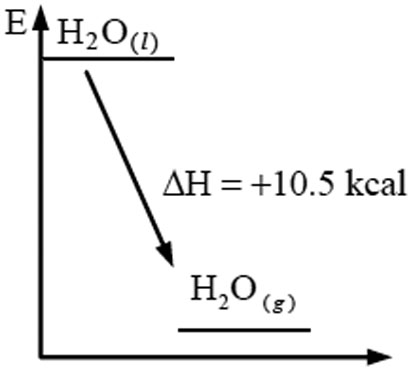 E
H₂O(l)
ΔH = +10.5 kcal
H₂O (g)